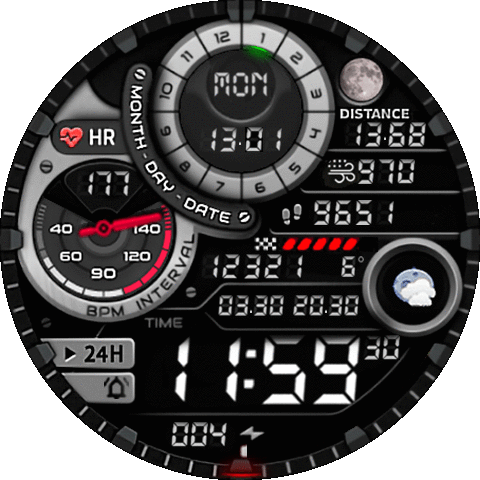 12 1 2 3 4 5 6 7 8 9 10 11
MON
13.01
MONTH - DAY - DATE
DISTANCE
13.68
HR
177
970
9651
40 60 90 120 140
BPM INTERVAL
12321 6°
03.30 20.30
TIME
24H
11:59 30
004